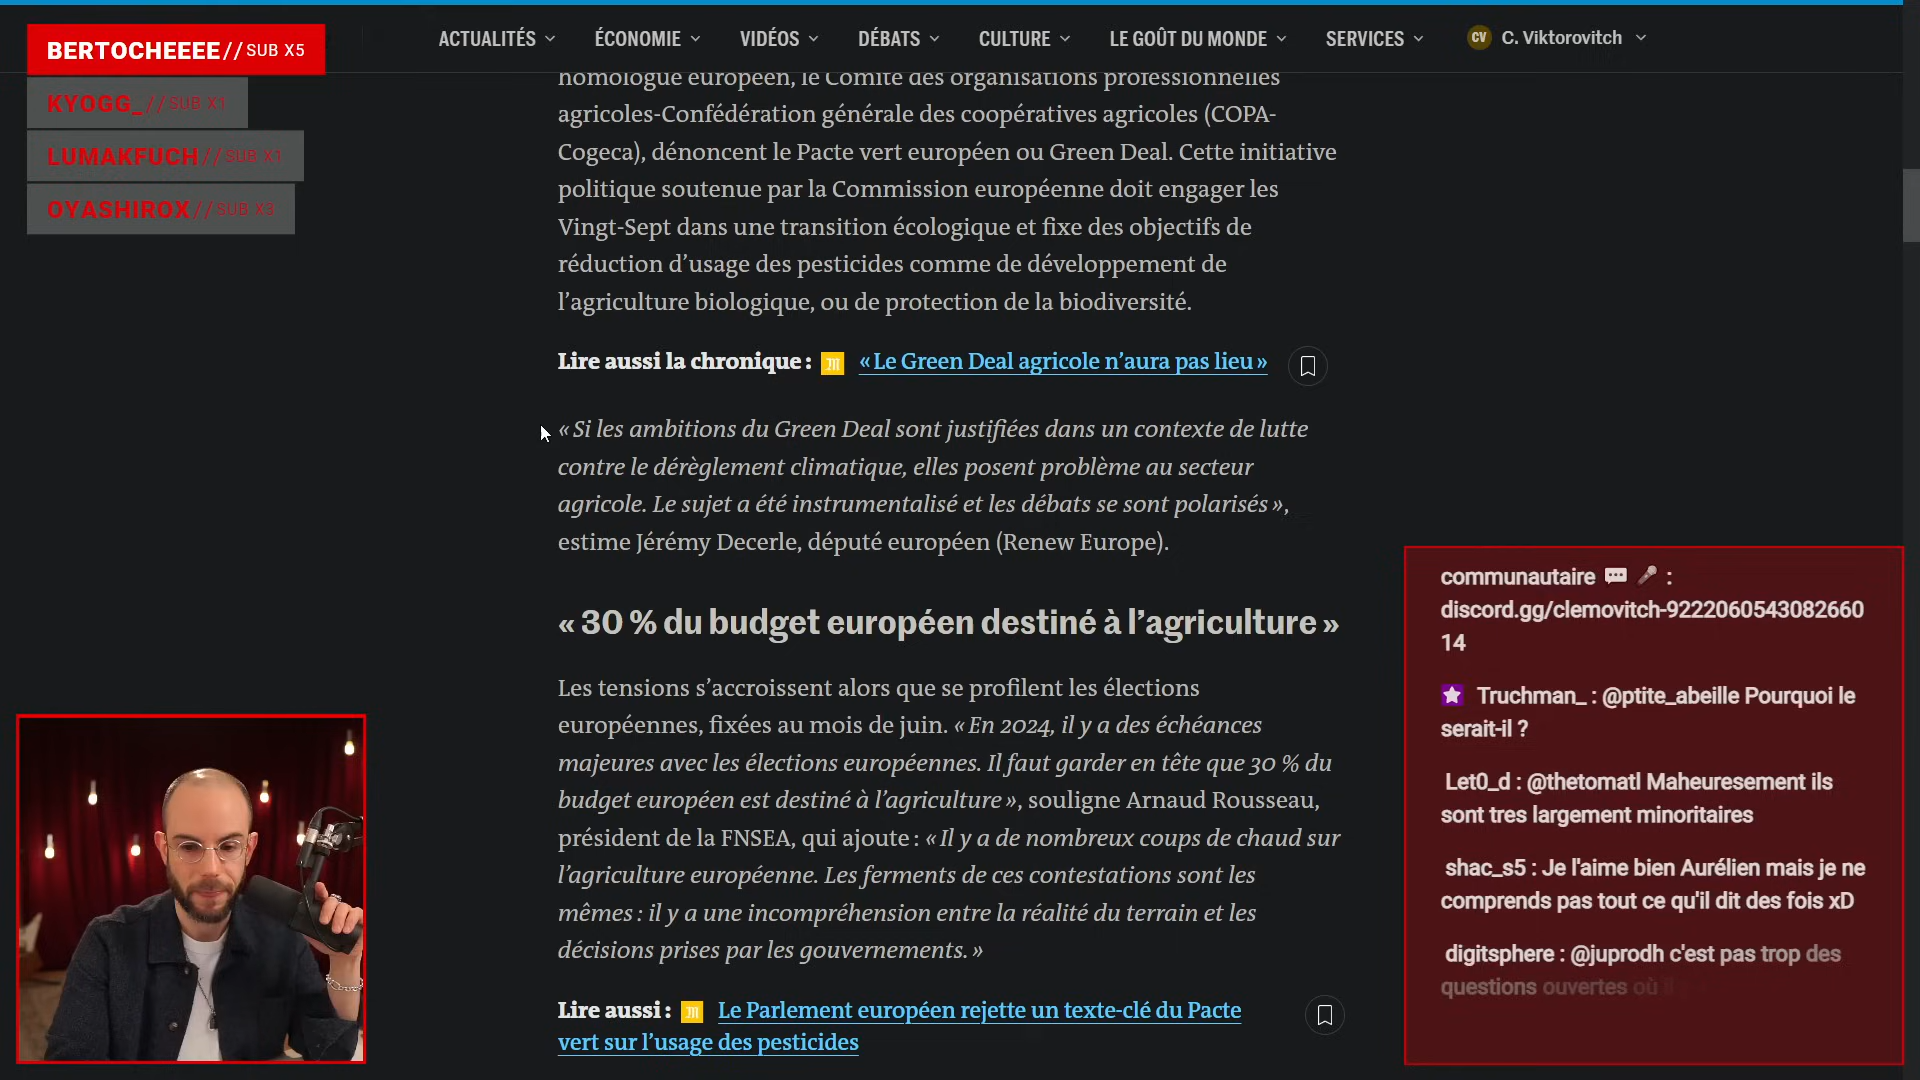 BERTOCHEEEE//SUB X5
KYOGG_//SUB X1
LUMAKFUCH//SUB X1
OYASHIROX//SUB X3
ACTUALITÉS
ÉCONOMIE
VIDÉOS
DÉBATS
CULTURE
LE GOÛT DU MONDE
SERVICES
CV C. Viktorovitch
homologue européen, le Comité des organisations professionnelles
agricoles-Confédération générale des coopératives agricoles (COPA-
Cogeca), dénoncent le Pacte vert européen ou Green Deal. Cette initiative
politique soutenue par la Commission européenne doit engager les
Vingt-Sept dans une transition écologique et fixe des objectifs de
réduction d’usage des pesticides comme de développement de
l’agriculture biologique, ou de protection de la biodiversité.
Lire aussi la chronique : « Le Green Deal agricole n’aura pas lieu »
« Si les ambitions du Green Deal sont justifiées dans un contexte de lutte
contre le dérèglement climatique, elles posent problème au secteur
agricole. Le sujet a été instrumentalisé et les débats se sont polarisés »,
estime Jérémy Decerle, député européen (Renew Europe).
« 30 % du budget européen destiné à l’agriculture »
Les tensions s’accroissent alors que se profilent les élections
européennes, fixées au mois de juin. « En 2024, il y a des échéances
majeures avec les élections européennes. Il faut garder en tête que 30 % du
budget européen est destiné à l’agriculture », souligne Arnaud Rousseau,
président de la FNSEA, qui ajoute : « Il y a de nombreux coups de chaud sur
l’agriculture européenne. Les ferments de ces contestations sont les
mêmes : il y a une incompréhension entre la réalité du terrain et les
décisions prises par les gouvernements. »
Lire aussi : Le Parlement européen rejette un texte-clé du Pacte
vert sur l’usage des pesticides
communautaire 💬 🎤 :
discord.gg/clemovitch-9222060543082660
14
Truchman_ : @ptite_abeille Pourquoi le
serait-il ?
Let0_d : @thetomatl Maheuresement ils
sont tres largement minoritaires
shac_s5 : Je l'aime bien Aurélien mais je ne
comprends pas tout ce qu'il dit des fois xD
digitsphere : @juprodh c'est pas trop des
questions ouvertes où il